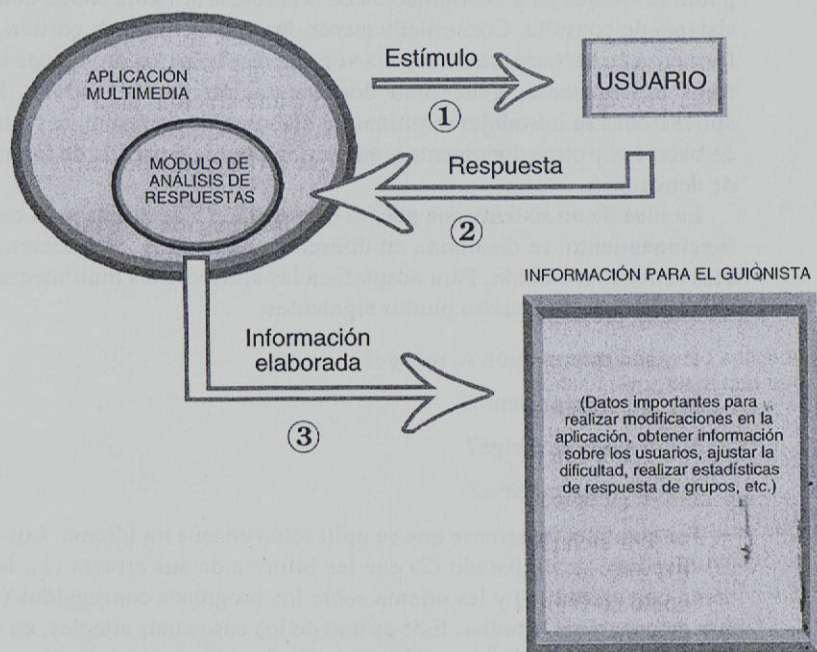 APLICACIÓN
MULTIMEDIA
MÓDULO DE
ANÁLISIS DE
RESPUESTAS
Estímulo
①
USUARIO
Respuesta
②
Información
elaborada
③
INFORMACIÓN PARA EL GUIONISTA
(Datos importantes para
realizar modificaciones en la
aplicación, obtener información
sobre los usuarios, ajustar la
dificultad, realizar estadísticas
de respuesta de grupos, etc.)